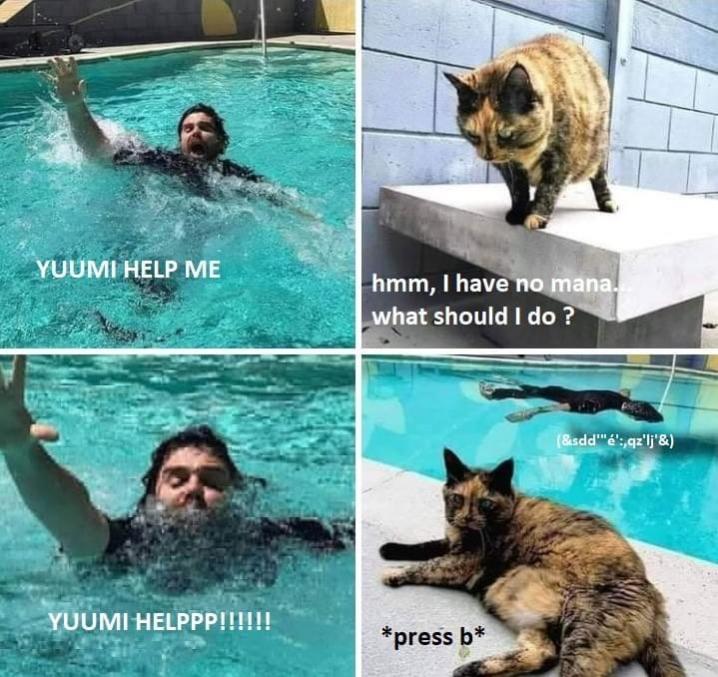 YUUMI HELP ME
hmm, I have no mana...
what should I do ?
YUUMI HELPPP!!!!!!
(&sdd'"é':,qz'lj'&)
*press b*